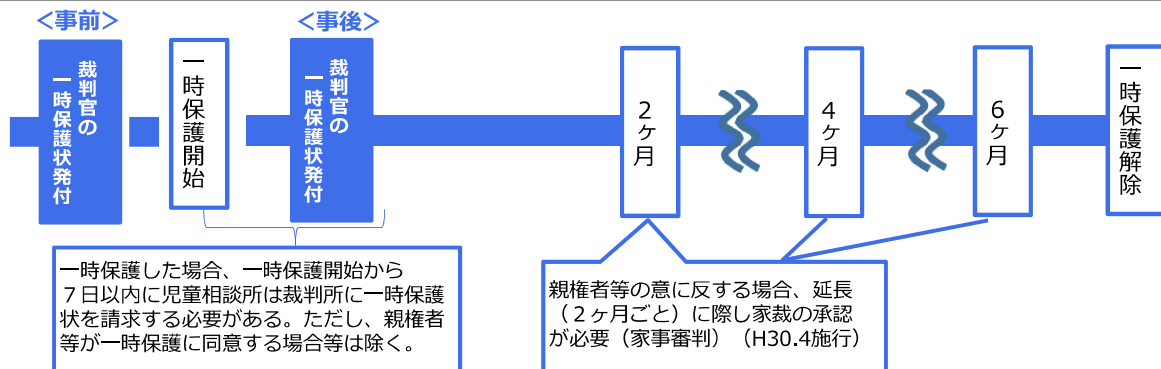 <事前>
裁判官の
一時保護状発付
一時保護開始
<事後>
裁判官の
一時保護状発付
2ヶ月
4ヶ月
6ヶ月
一時保護解除
一時保護した場合、一時保護開始から
７日以内に児童相談所は裁判所に一時保護
状を請求する必要がある。ただし、親権者
等が一時保護に同意する場合等は除く。
親権者等の意に反する場合、延長
（２ヶ月ごと）に際し家裁の承認
が必要（家事審判）（H30.4施行）